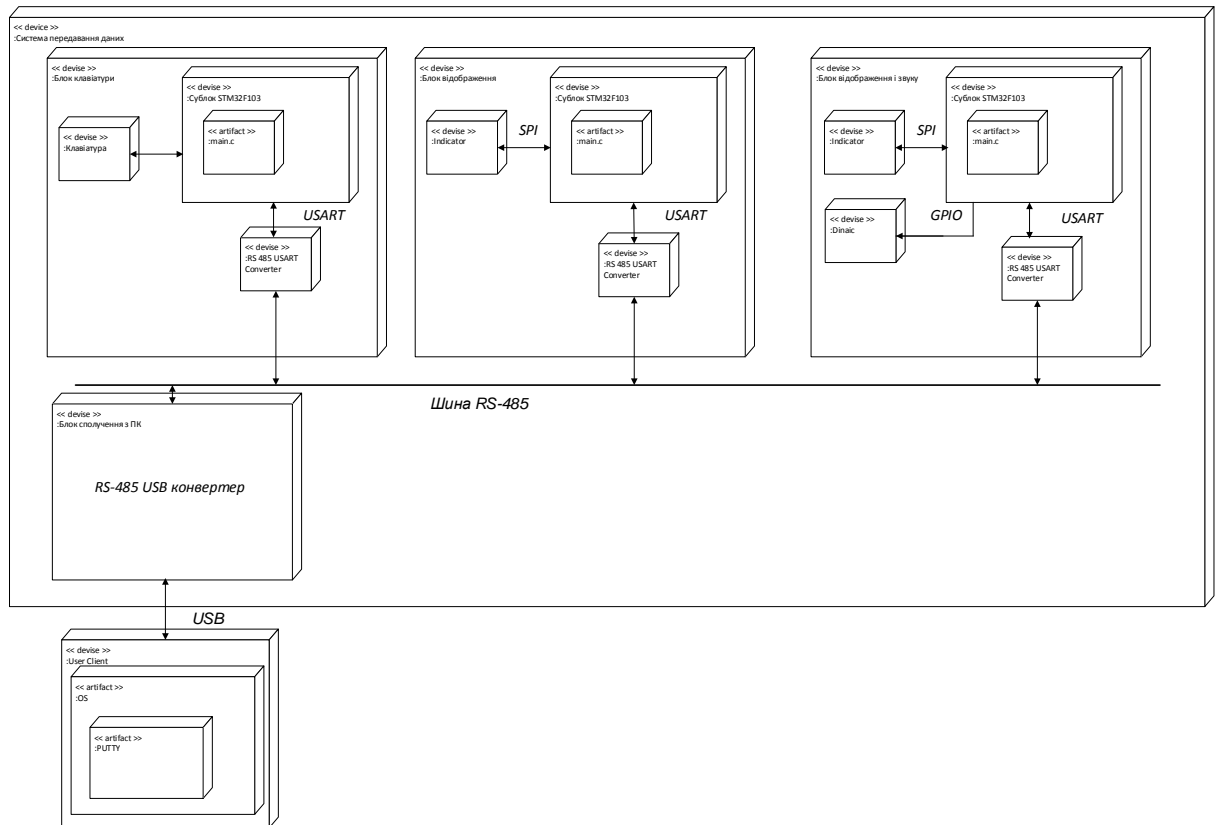 << device >>
:Система передавання даних
<< devise >>
:Блок клавіатури
<< devise >>
:Сублок STM32F103
<< artifact >>
:main.c
<< devise >>
:Клавіатура
USART
<< devise >>
:RS 485 USART
Converter
<< devise >>
:Блок відображення
<< devise >>
:Сублок STM32F103
<< artifact >>
:main.c
<< devise >>
:Indicator
SPI
USART
<< devise >>
:RS 485 USART
Converter
<< devise >>
:Блок відображення і звуку
<< devise >>
:Сублок STM32F103
<< artifact >>
:main.c
<< devise >>
:Indicator
SPI
<< devise >>
:Dinaic
GPIO
USART
<< devise >>
:RS 485 USART
Converter
Шина RS-485
<< devise >>
:Блок сполучення з ПК
RS-485 USB конвертер
USB
<< devise >>
:User Client
<< artifact >>
:OS
<< artifact >>
:PUTTY